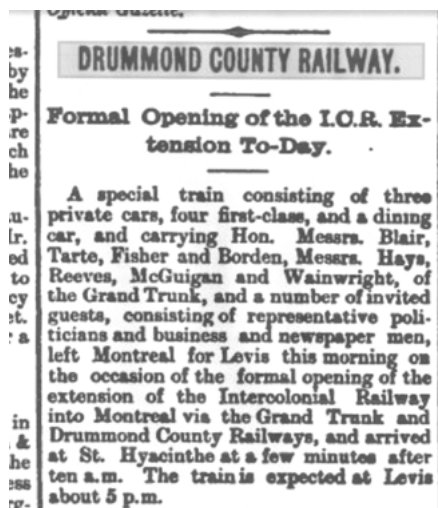 Official Gazette.
DRUMMOND COUNTY RAILWAY.
Formal Opening of the I.C.R. Ex-
tension To-Day.
A special train consisting of three
private cars, four first-class, and a dining
car, and carrying Hon. Messrs. Blair,
Tarte, Fisher and Borden, Messrs. Hays,
Reeves, McGuigan and Wainwright, of
the Grand Trunk, and a number of invited
guests, consisting of representative poli-
ticians and business and newspaper men,
left Montreal for Levis this morning on
the occasion of the formal opening of the
extension of the Intercolonial Railway
into Montreal via the Grand Trunk and
Drummond County Railways, and arrived
at St. Hyacinthe at a few minutes after
ten a.m. The train is expected at Levis
about 5 p.m.